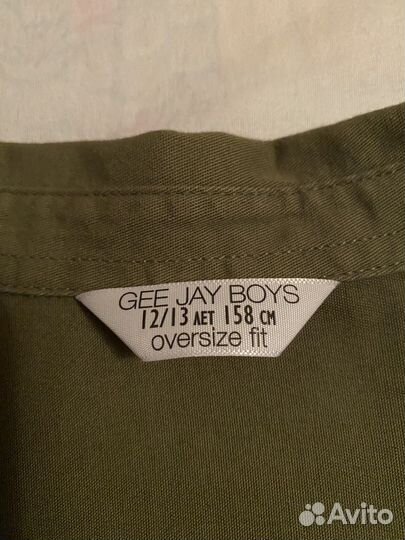 GEE JAY BOYS
12/13 ЛЕТ 158 СМ
oversize fit
Avito